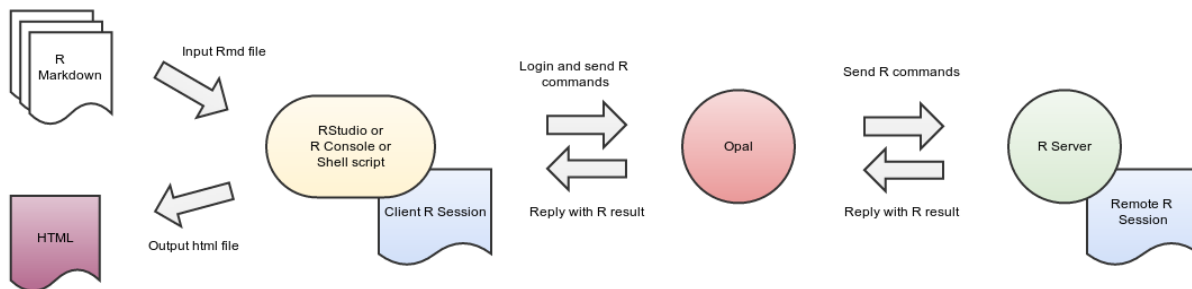 R
Markdown
Input Rmd file
RStudio or
R Console or
Shell script
Client R Session
Login and send R
commands
Reply with R result
Opal
Send R commands
Reply with R result
R Server
Remote R
Session
HTML
Output html file